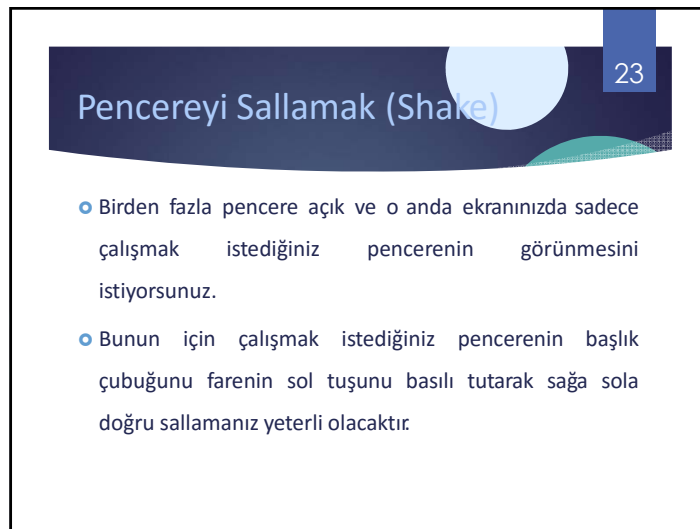 23
Pencereyi Sallamak (Shake)
Birden fazla pencere açık ve o anda ekranınızda sadece
çalışmak istediğiniz pencerenin görünmesini
istiyorsunuz.
Bunun için çalışmak istediğiniz pencerenin başlık
çubuğunu farenin sol tuşunu basılı tutarak sağa sola
doğru sallamanız yeterli olacaktır.